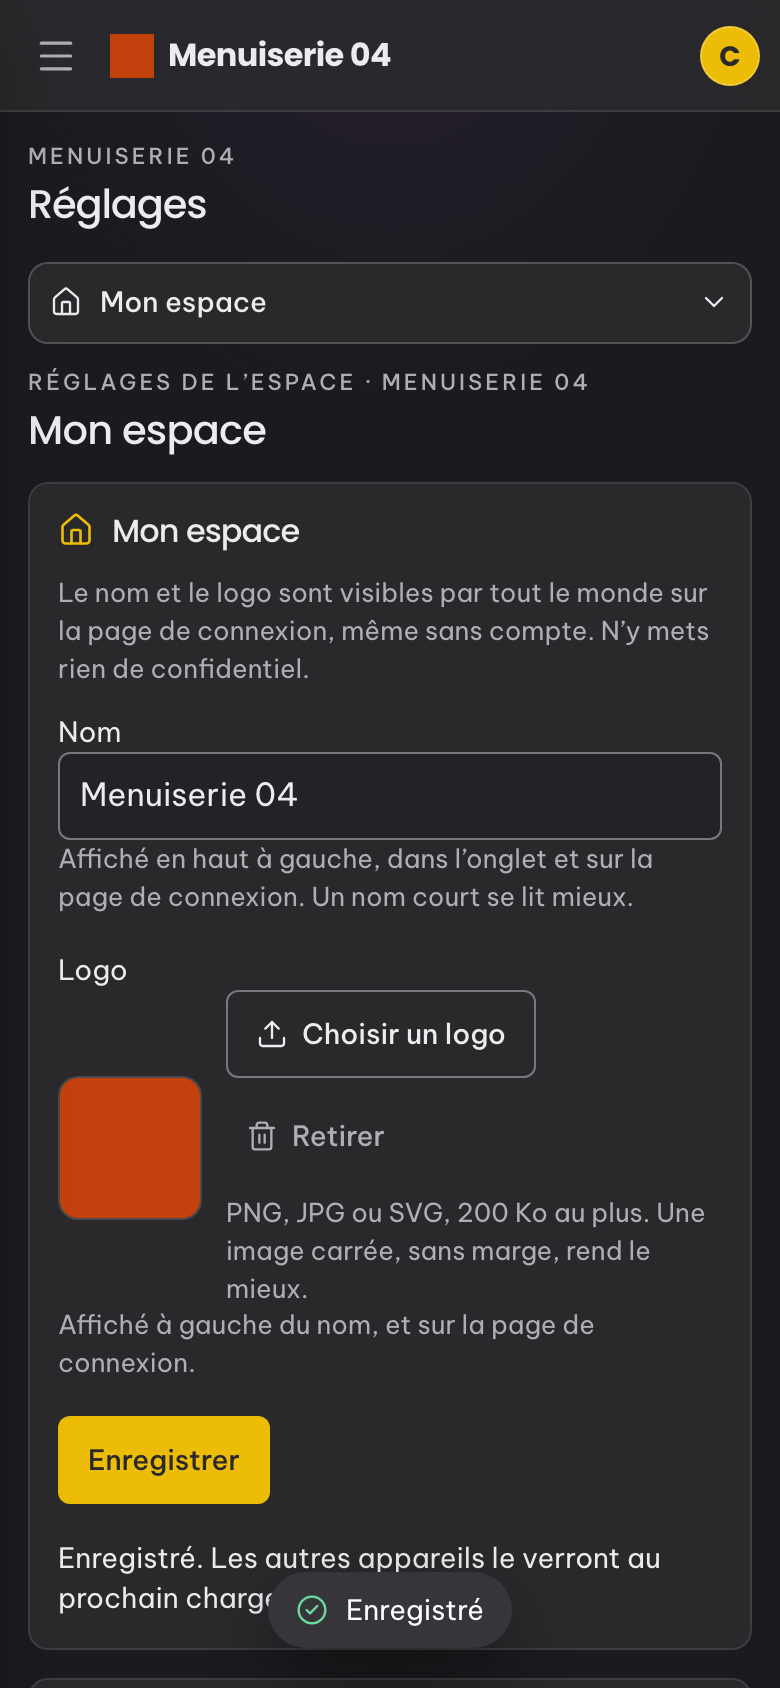 Menuiserie 04
C
MENUISERIE 04
Réglages
Mon espace
RÉGLAGES DE L’ESPACE · MENUISERIE 04
Mon espace
Mon espace
Le nom et le logo sont visibles par tout le monde sur
la page de connexion, même sans compte. N’y mets
rien de confidentiel.
Nom
Menuiserie 04
Affiché en haut à gauche, dans l’onglet et sur la
page de connexion. Un nom court se lit mieux.
Logo
Choisir un logo
Retirer
PNG, JPG ou SVG, 200 Ko au plus. Une
image carrée, sans marge, rend le
mieux.
Affiché à gauche du nom, et sur la page de
connexion.
Enregistrer
Enregistré. Les autres appareils le verront au
prochain
Enregistré